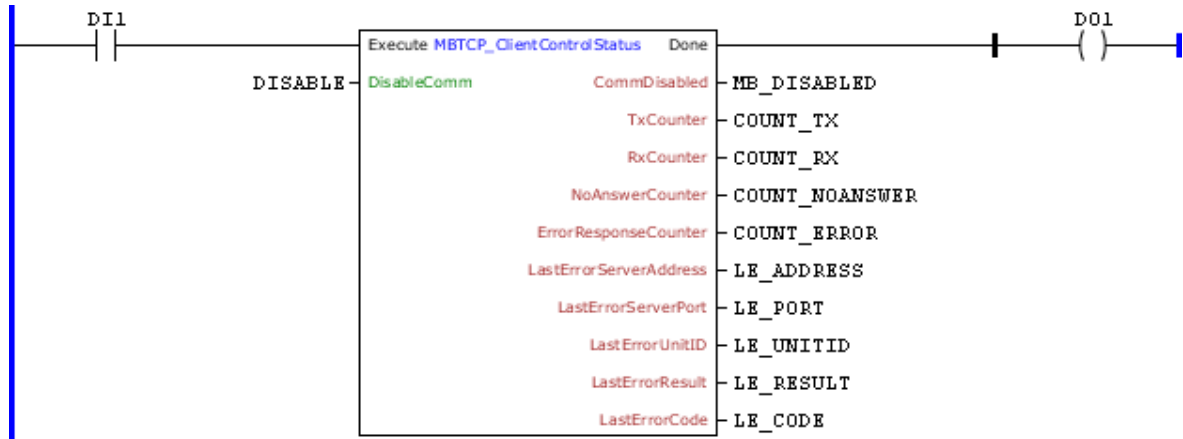 DI1 DO1
Execute MBTCP_ClientControlStatus Done
DISABLE DisableComm CommDisabled MB_DISABLED
TxCounter COUNT_TX
RxCounter COUNT_RX
NoAnswerCounter COUNT_NOANSWER
ErrorResponseCounter COUNT_ERROR
LastErrorServerAddress LE_ADDRESS
LastErrorServerPort LE_PORT
LastErrorUnitID LE_UNITID
LastErrorResult LE_RESULT
LastErrorCode LE_CODE